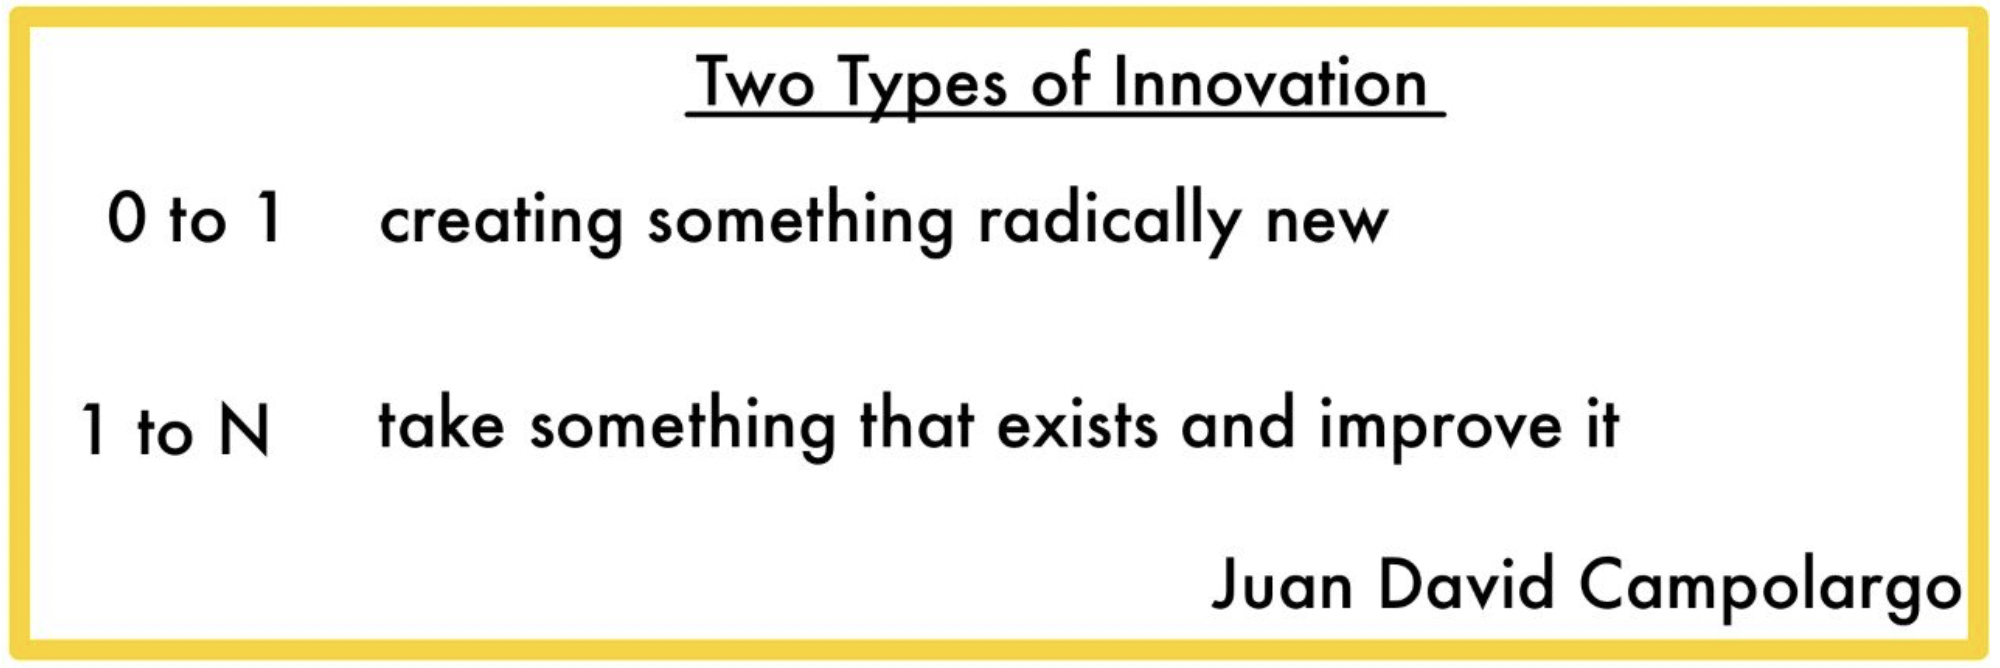 Two Types of Innovation
0 to 1 creating something radically new
1 to N take something that exists and improve it
Juan David Campolargo